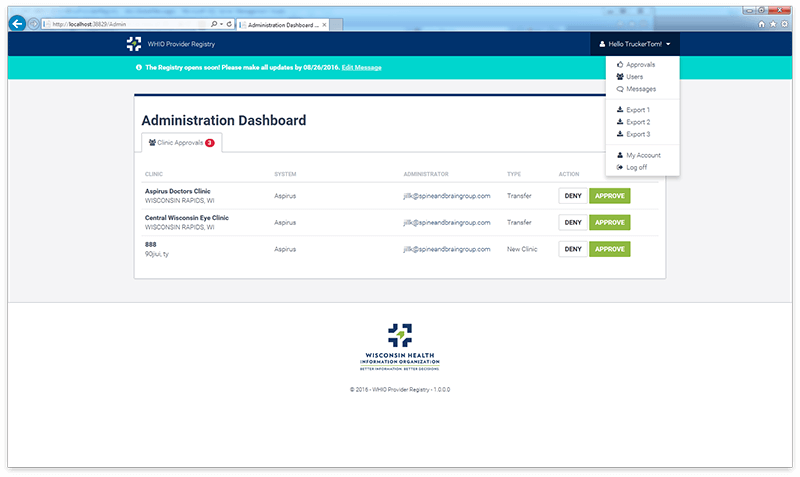 http://localhost:36829/Admin
Administration Dashboard ...
WHIO Provider Registry
Hello TruckerTom!
The Registry opens soon! Please make all updates by 08/26/2016. Edit Message
Approvals
Users
Messages
Export 1
Export 2
Export 3
My Account
Log off
Administration Dashboard
Clinic Approvals 3
CLINIC SYSTEM ADMINISTRATOR TYPE ACTION
Aspirus Doctors Clinic
WISCONSIN RAPIDS, WI
Aspirus jillk@spineandbraingroup.com Transfer DENY APPROVE
Central Wisconsin Eye Clinic
WISCONSIN RAPIDS, WI
Aspirus jillk@spineandbraingroup.com Transfer DENY APPROVE
888
90jiui, ty
Aspirus jillk@spineandbraingroup.com New Clinic DENY APPROVE
WISCONSIN HEALTH
INFORMATION ORGANIZATION
BETTER INFORMATION. BETTER DECISIONS
© 2016 - WHIO Provider Registry - 1.0.0.0